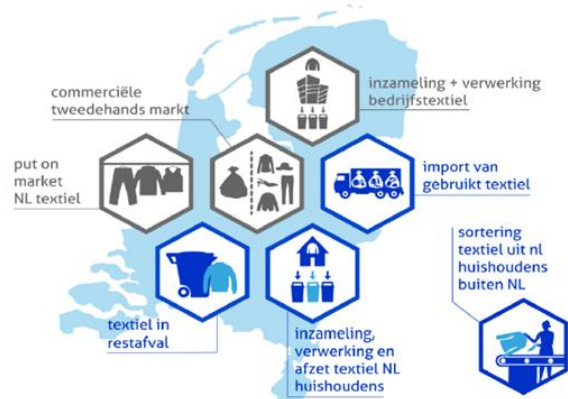 commerciële
tweedehands markt
inzameling + verwerking
bedrijfstextiel
put on
market
NL textiel
import van
gebruikt textiel
sortering
textiel uit nl
huishoudens
buiten NL
textiel in
restafval
inzameling,
verwerking en
afzet textiel NL
huishoudens